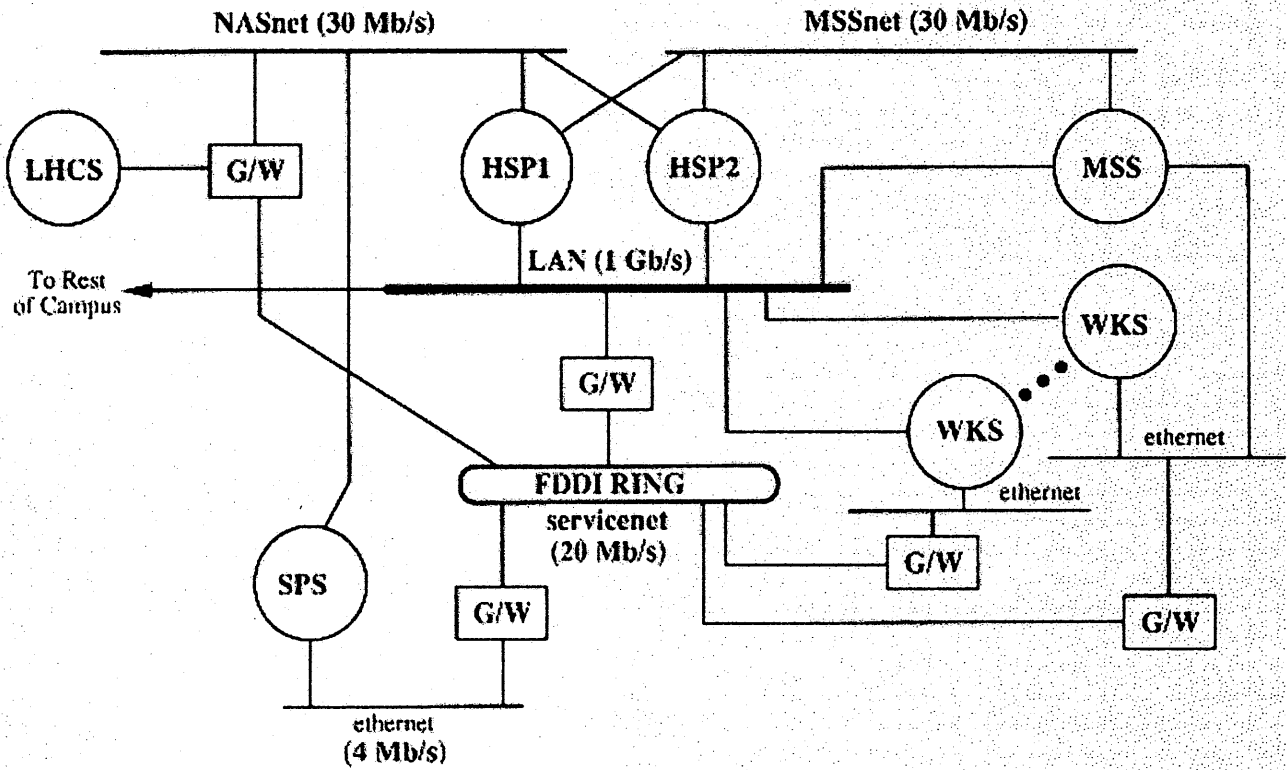 NASnet (30 Mb/s)
MSSnet (30 Mb/s)
LHCS
G/W
HSP1
HSP2
MSS
LAN (1 Gb/s)
To Rest
of Campus
WKS
G/W
WKS
ethernet
FDDI RING
ethernet
servicenet
(20 Mb/s)
G/W
SPS
G/W
G/W
ethernet
(4 Mb/s)